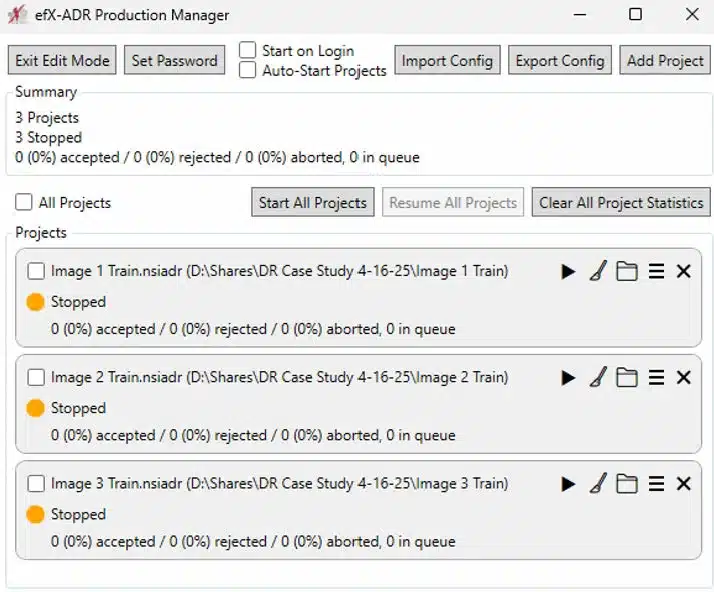 efX-ADR Production Manager
Exit Edit Mode
Set Password
Start on Login
Auto-Start Projects
Import Config
Export Config
Add Project
Summary
3 Projects
3 Stopped
0 (0%) accepted / 0 (0%) rejected / 0 (0%) aborted, 0 in queue
All Projects
Start All Projects
Resume All Projects
Clear All Project Statistics
Projects
Image 1 Train.nsiadr (D:\Shares\DR Case Study 4-16-25\Image 1 Train)
Stopped
0 (0%) accepted / 0 (0%) rejected / 0 (0%) aborted, 0 in queue
Image 2 Train.nsiadr (D:\Shares\DR Case Study 4-16-25\Image 2 Train)
Stopped
0 (0%) accepted / 0 (0%) rejected / 0 (0%) aborted, 0 in queue
Image 3 Train.nsiadr (D:\Shares\DR Case Study 4-16-25\Image 3 Train)
Stopped
0 (0%) accepted / 0 (0%) rejected / 0 (0%) aborted, 0 in queue